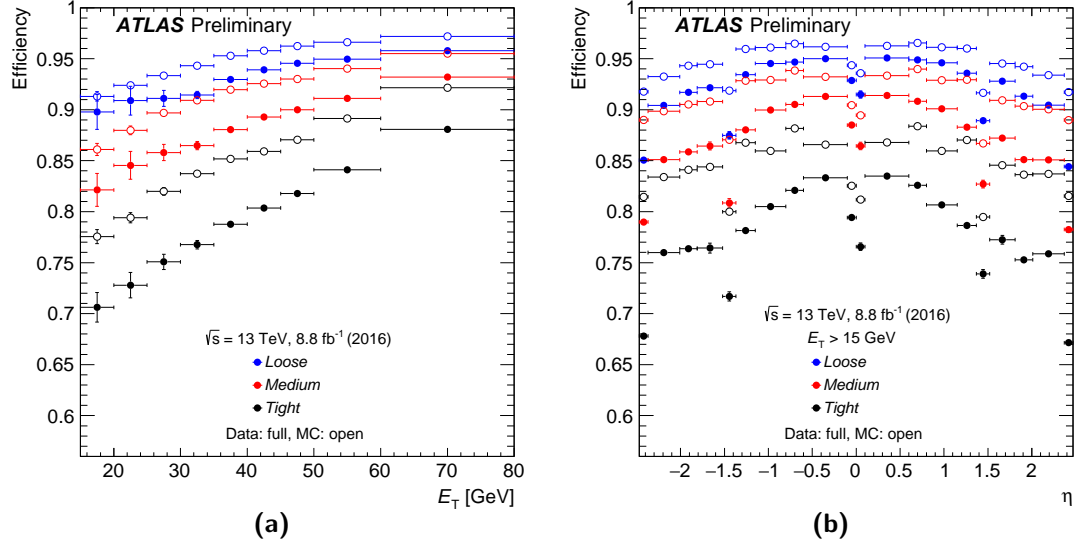 ATLAS Preliminary
Efficiency
1
0.95
0.9
0.85
0.8
0.75
0.7
0.65
0.6
√s = 13 TeV, 8.8 fb⁻¹ (2016)
Loose
Medium
Tight
Data: full, MC: open
20 30 40 50 60 70 80
E_T [GeV]
(a)
ATLAS Preliminary
Efficiency
1
0.95
0.9
0.85
0.8
0.75
0.7
0.65
0.6
√s = 13 TeV, 8.8 fb⁻¹ (2016)
E_T > 15 GeV
Loose
Medium
Tight
Data: full, MC: open
−2 −1.5 −1 −0.5 0 0.5 1 1.5 2
η
(b)